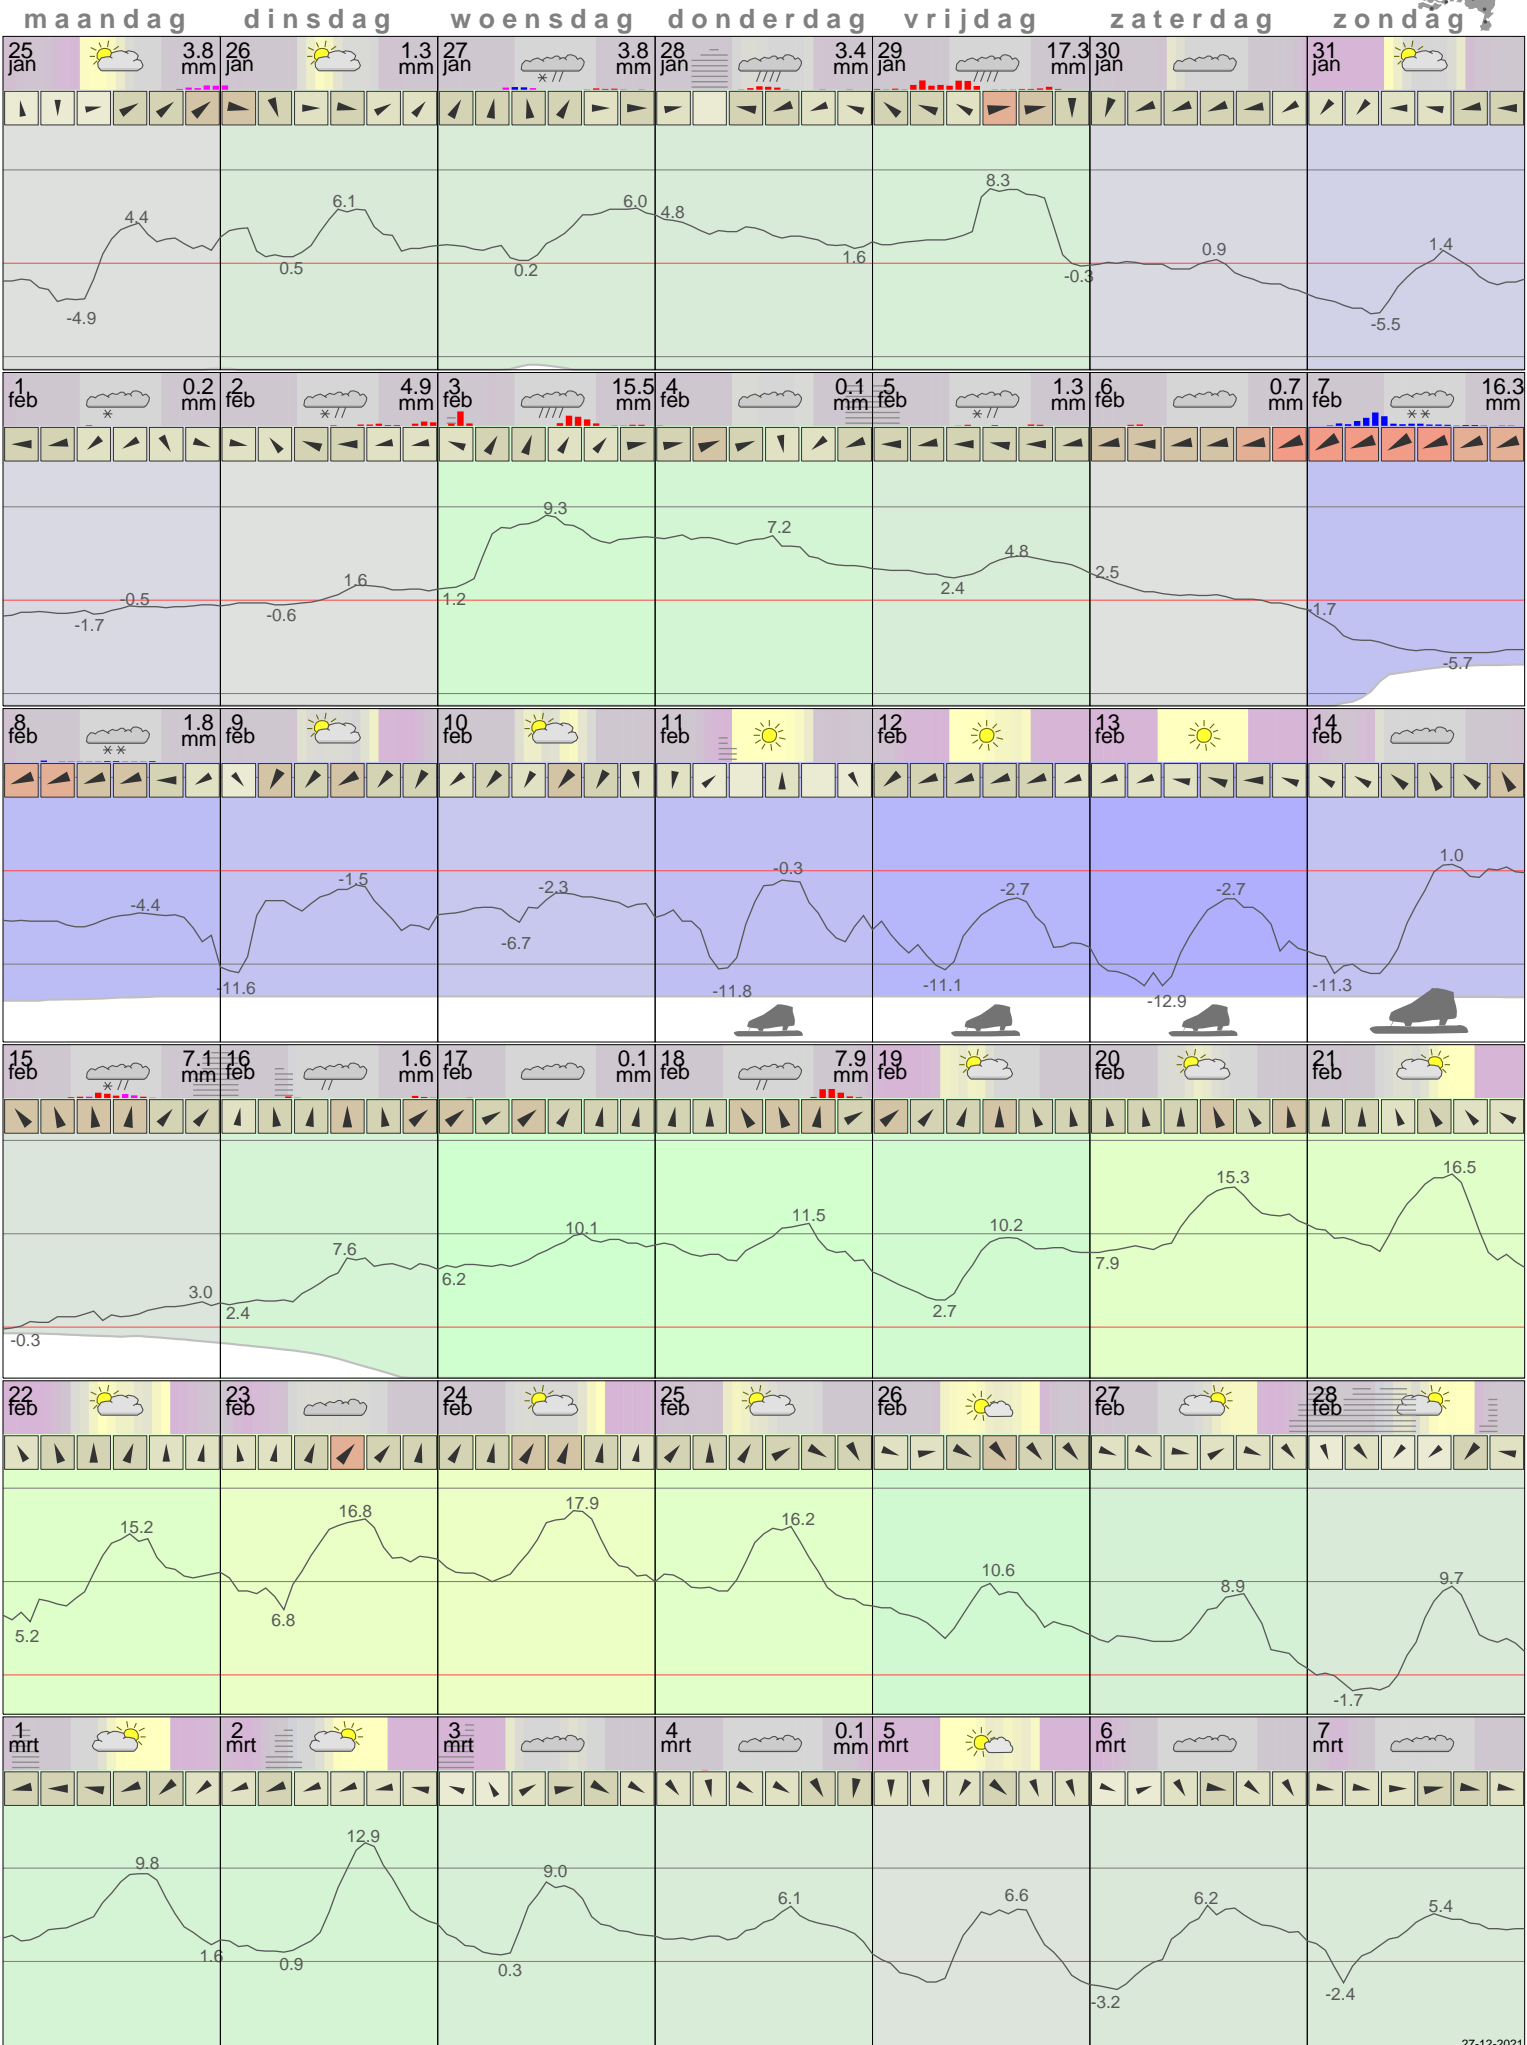 maandag dinsdag woensdag donderdag vrijdag zaterdag zondag
25 3.8 26 1.3 27 3.8 28 3.4 29 17.3 30 31
jan mm jan mm jan mm jan mm jan mm jan jan
4.4 6.1 6.0 4.8 8.3 0.9 1.4
-4.9 0.5 0.2 1.6 -0.3 -5.5
1 0.2 2 4.9 3 15.5 4 0.1 5 1.3 6 0.7 7 16.3
feb mm feb mm feb mm feb mm feb mm feb mm feb mm
-0.5 1.6 9.3 7.2 4.8 2.5 -1.7
-1.7 -0.6 1.2 2.4 -5.7
8 1.8 9 10 11 12 13 14
feb mm feb feb feb feb feb feb
-4.4 -1.5 -2.3 -0.3 -2.7 -2.7 1.0
-11.6 -6.7 -11.8 -11.1 -12.9 -11.3
15 7.1 16 1.6 17 0.1 18 7.9 19 20 21
feb mm feb mm feb mm feb mm feb feb feb
3.0 7.6 10.1 11.5 10.2 15.3 16.5
-0.3 2.4 6.2 2.7 7.9
22 23 24 25 26 27 28
feb feb feb feb feb feb feb
15.2 16.8 17.9 16.2 10.6 8.9 9.7
5.2 6.8 -1.7
1 2 3 4 0.1 5 6 7
mrt mrt mrt mrt mm mrt mrt mrt
9.8 12.9 9.0 6.1 6.6 6.2 5.4
1.6 0.9 0.3 -3.2 -2.4
27-12-2021